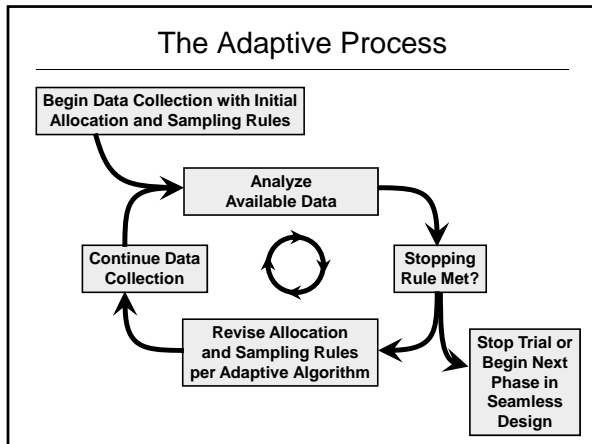 The Adaptive Process
Begin Data Collection with Initial
Allocation and Sampling Rules
Analyze
Available Data
Continue Data
Collection
Stopping
Rule Met?
Revise Allocation
and Sampling Rules
per Adaptive Algorithm
Stop Trial or
Begin Next
Phase in
Seamless
Design